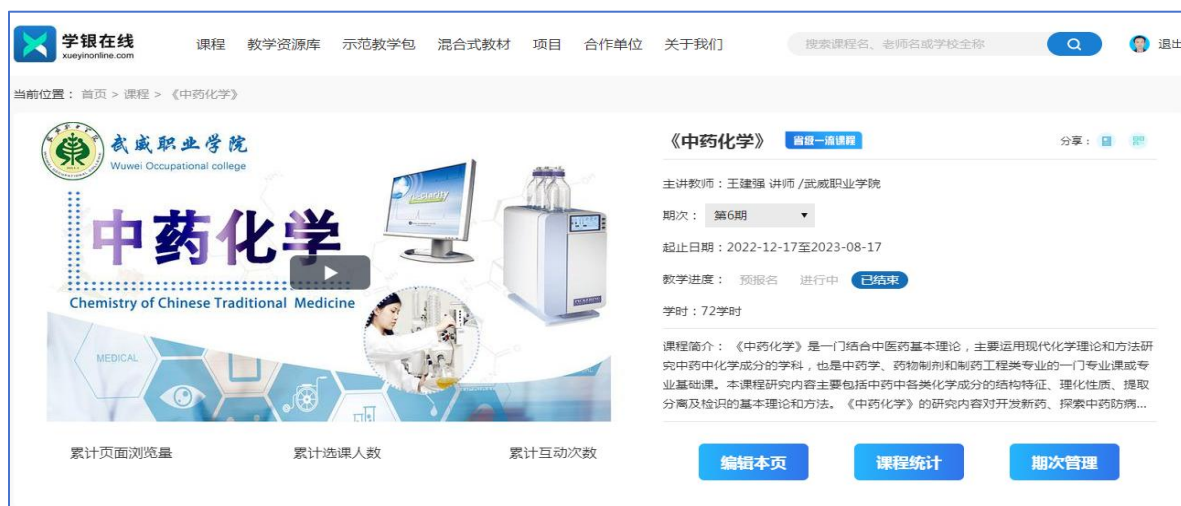 学银在线
xueyinonline.com
课程 教学资源库 示范教学包 混合式教材 项目 合作单位 关于我们
搜索课程名、老师名或学校全称
退出
当前位置： 首页 > 课程 > 《中药化学》
武威职业学院
Wuwei Occupational college
中药化学
Chemistry of Chinese Traditional Medicine
MEDICAL
累计页面浏览量 累计选课人数 累计互动次数
《中药化学》 省级一流课程 分享：
主讲教师：王建强 讲师 /武威职业学院
期次： 第6期
起止日期：2022-12-17至2023-08-17
教学进度： 预报名 进行中 已结束
学时：72学时
课程简介： 《中药化学》是一门结合中医药基本理论，主要运用现代化学理论和方法研
究中药中化学成分的学科，也是中药学、药物制剂和制药工程类专业的一门专业课或专
业基础课。本课程研究内容主要包括中药中各类化学成分的结构特征、理化性质、提取
分离及检识的基本理论和方法。《中药化学》的研究内容对开发新药、探索中药防病...
编辑本页 课程统计 期次管理